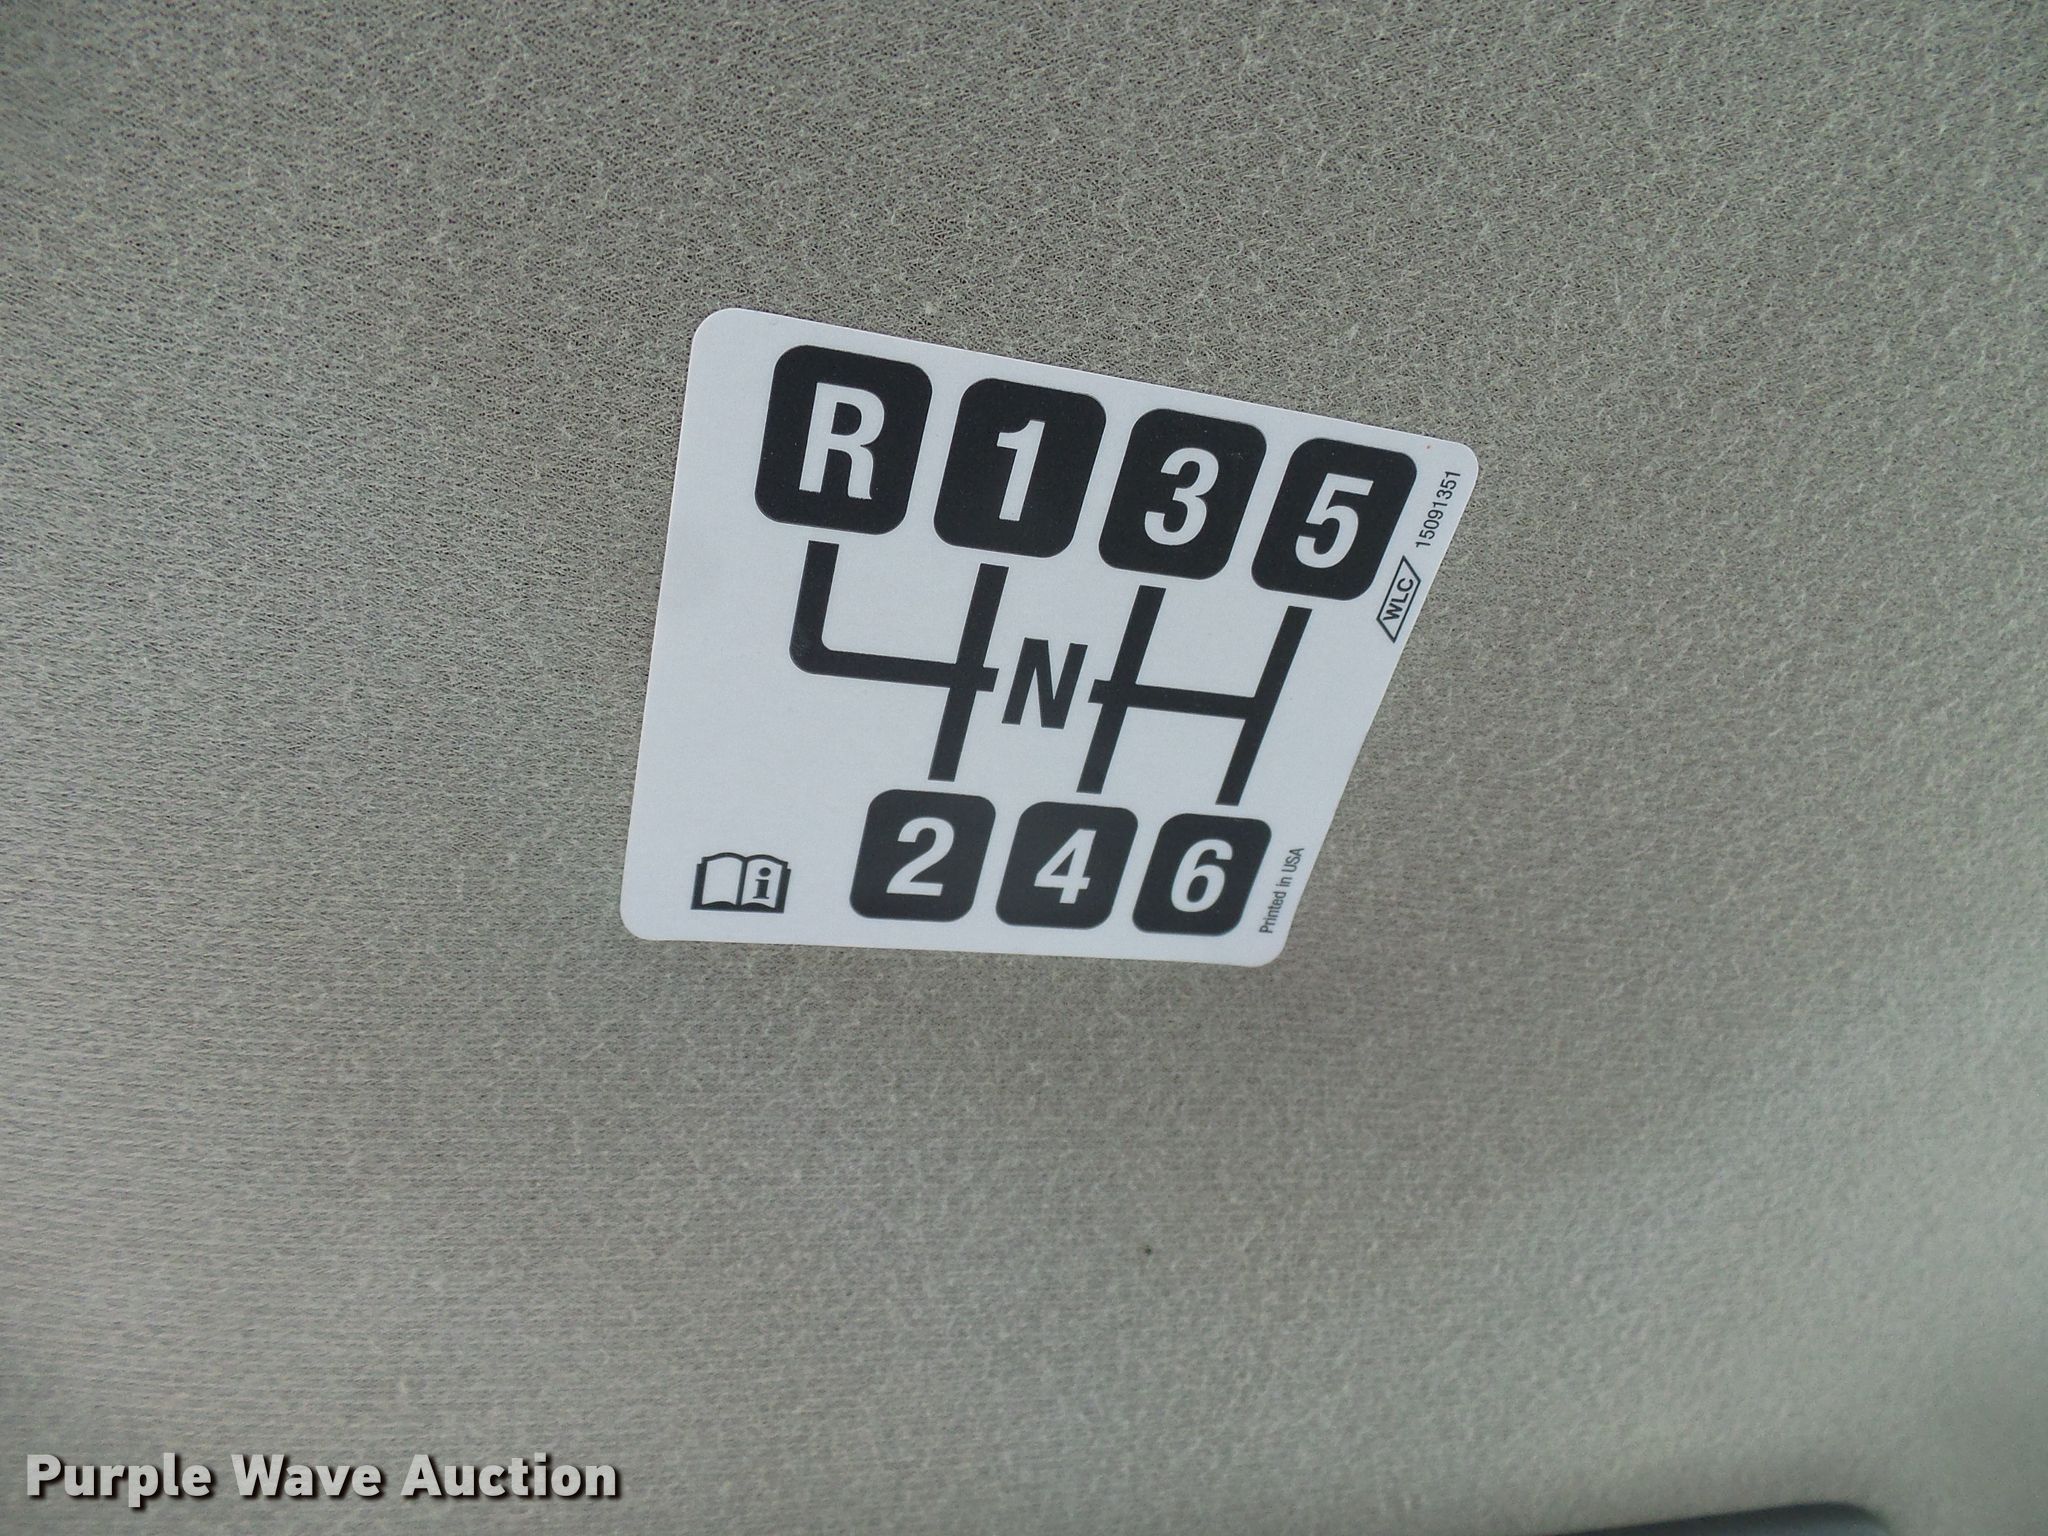 R 1 3 5
15091351
WLC
N
2 4 6
i
Printed in USA
Purple Wave Auction